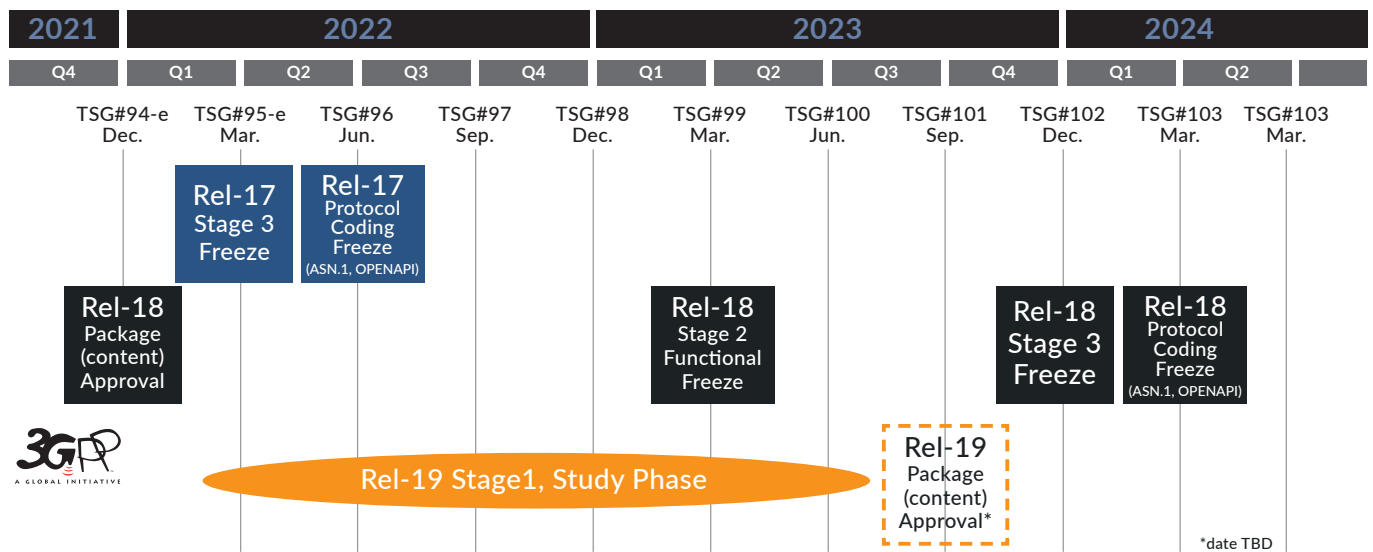 2021 2022 2023 2024
Q4 Q1 Q2 Q3 Q4 Q1 Q2 Q3 Q4 Q1 Q2
TSG#94-e TSG#95-e TSG#96 TSG#97 TSG#98 TSG#99 TSG#100 TSG#101 TSG#102 TSG#103 TSG#103
Dec. Mar. Jun. Sep. Dec. Mar. Jun. Sep. Dec. Mar. Mar.
Rel-17
Stage 3
Freeze
Rel-17
Protocol
Coding
Freeze
(ASN.1, OPENAPI)
Rel-18
Package
(content)
Approval
Rel-18
Stage 2
Functional
Freeze
Rel-18
Stage 3
Freeze
Rel-18
Protocol
Coding
Freeze
(ASN.1, OPENAPI)
3GPP
A GLOBAL INITIATIVE
Rel-19 Stage1, Study Phase
Rel-19
Package
(content)
Approval*
*date TBD